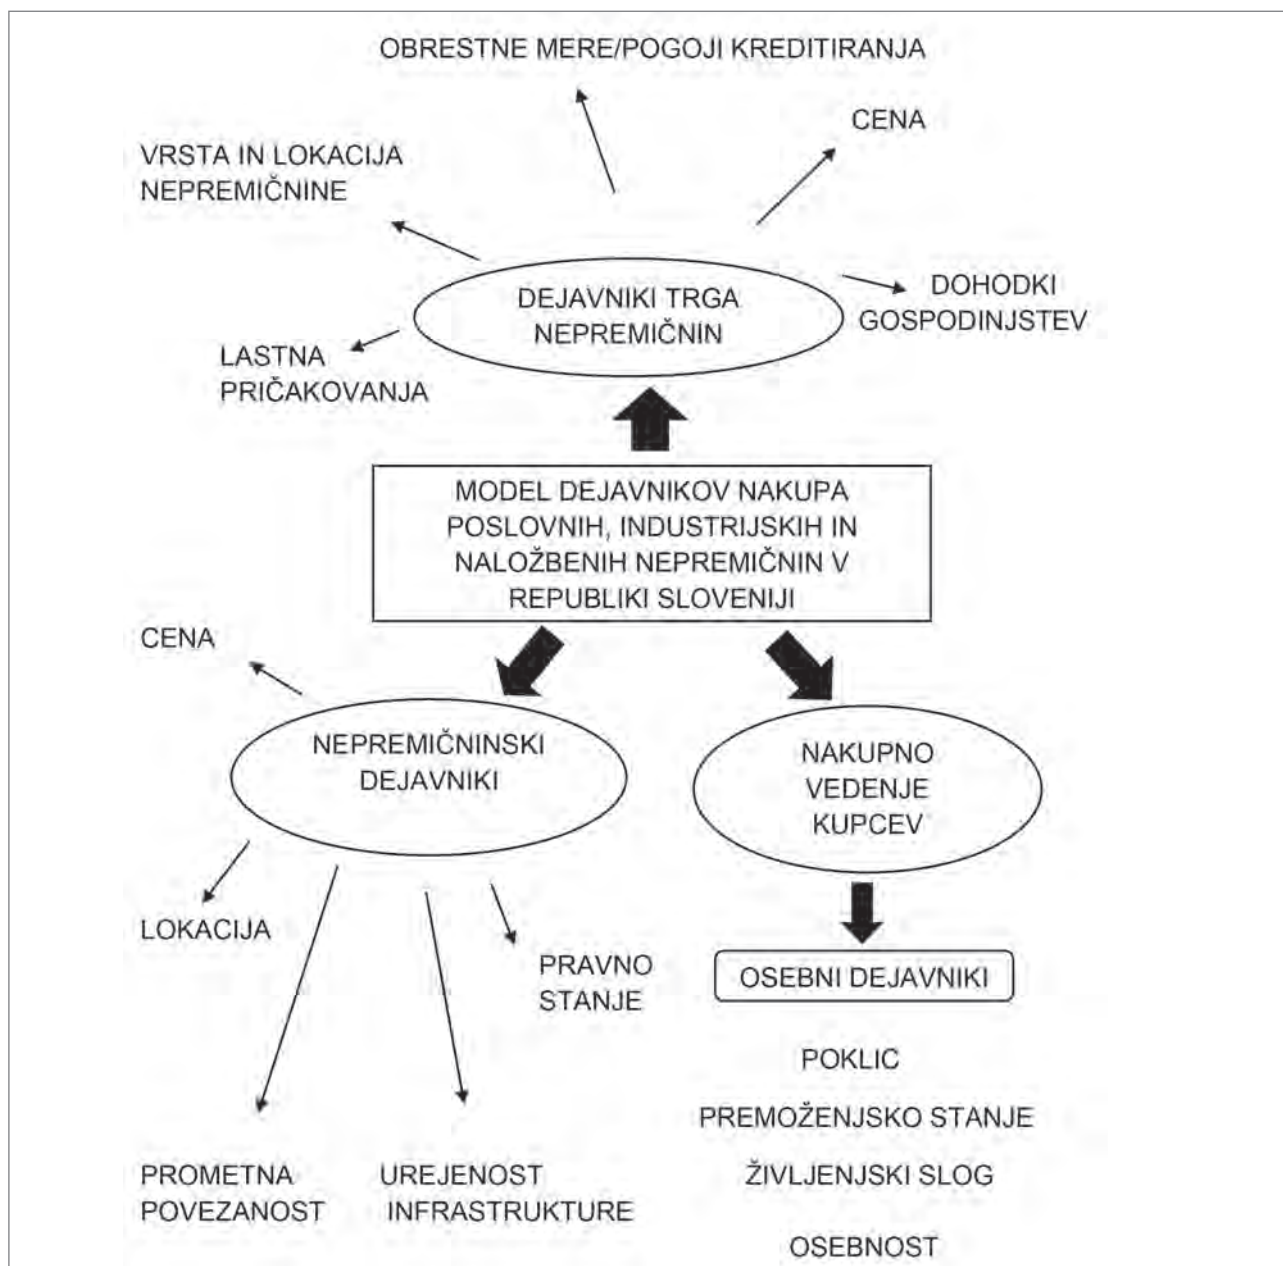 OBRESTNE MERE/POGOJI KREDITIRANJA
CENA
VRSTA IN LOKACIJA
NEPREMIČNINE
DEJAVNIKI TRGA
NEPREMIČNIN
DOHODKI
GOSPODINJSTEV
LASTNA
PRIČAKOVANJA
MODEL DEJAVNIKOV NAKUPA
POSLOVNIH, INDUSTRIJSKIH IN
NALOŽBENIH NEPREMIČNIN V
REPUBLIKI SLOVENIJI
CENA
NEPREMIČNINSKI
DEJAVNIKI
NAKUPNO
VEDENJE
KUPCEV
LOKACIJA
PRAVNO
STANJE
OSEBNI DEJAVNIKI
PROMETNA
POVEZANOST
UREJENOST
INFRASTRUKTURE
POKLIC
PREMOŽENJSKO STANJE
ŽIVLJENJSKI SLOG
OSEBNOST